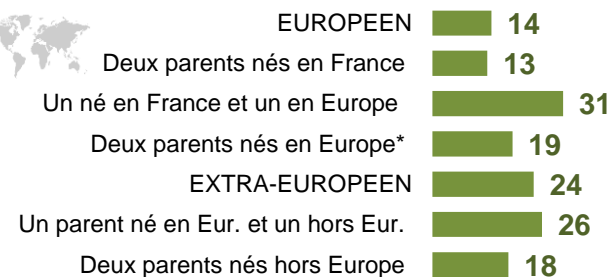 EUROPEEN 14
Deux parents nés en France 13
Un né en France et un en Europe 31
Deux parents nés en Europe* 19
EXTRA-EUROPEEN 24
Un parent né en Eur. et un hors Eur. 26
Deux parents nés hors Europe 18